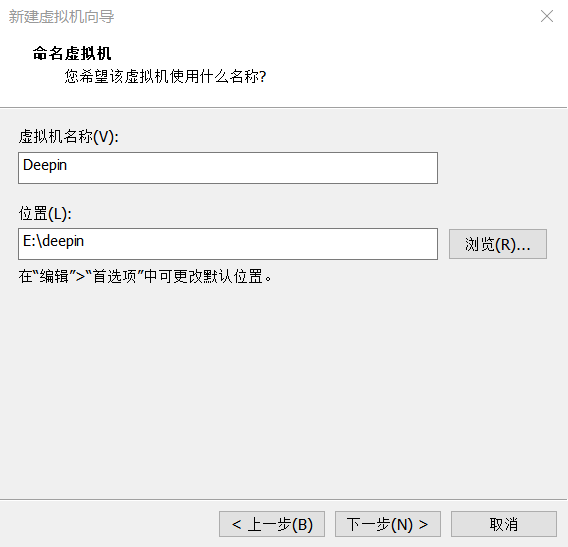 新建虚拟机向导
命名虚拟机
您希望该虚拟机使用什么名称?
虚拟机名称(V):
Deepin
位置(L):
E:\deepin
浏览(R)...
在“编辑”>“首选项”中可更改默认位置。
< 上一步(B)
下一步(N) >
取消